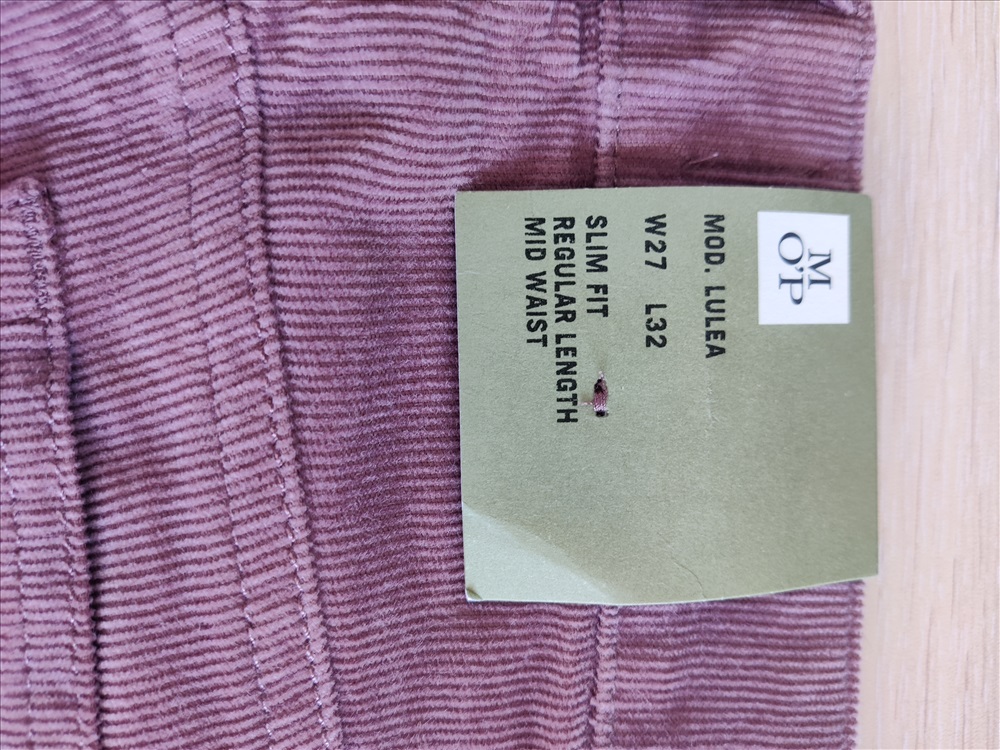 M
O'P
MOD. LULEA
W27 L32
SLIM FIT
REGULAR LENGTH
MID WAIST